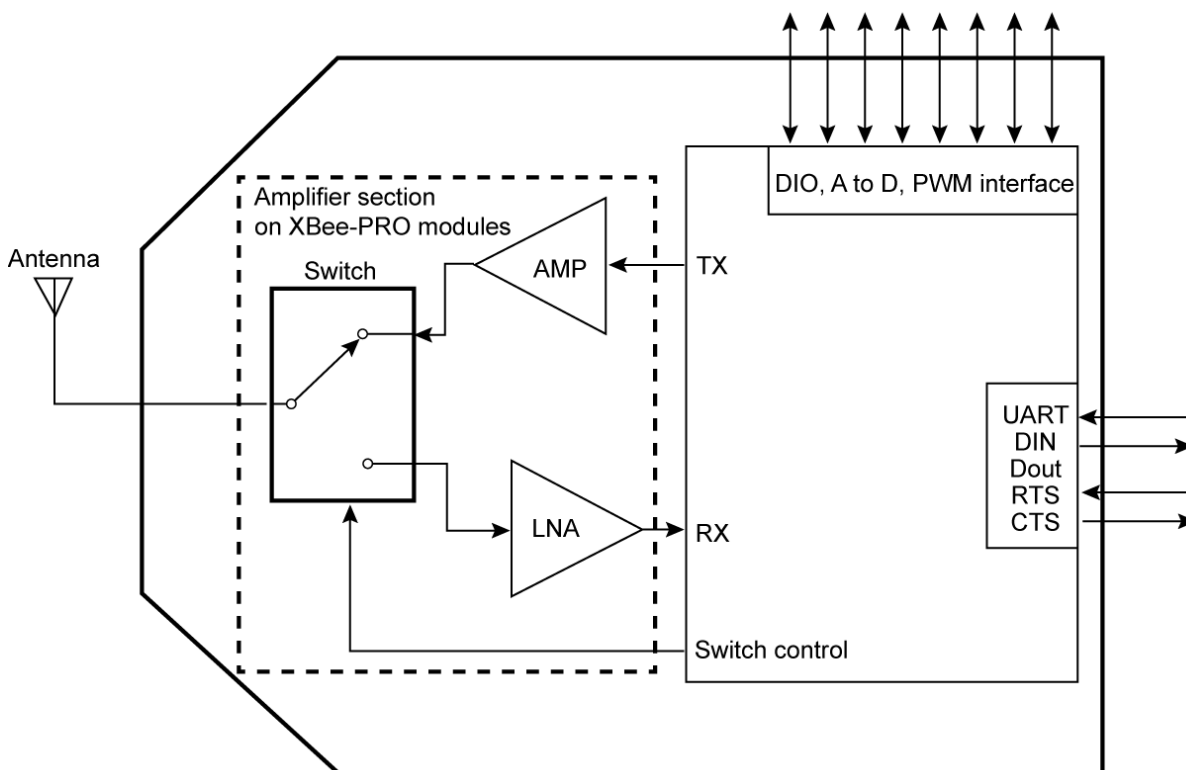 DIO, A to D, PWM interface
Amplifier section
on XBee-PRO modules
Antenna
Switch
AMP
TX
UART
DIN
Dout
RTS
CTS
LNA
RX
Switch control